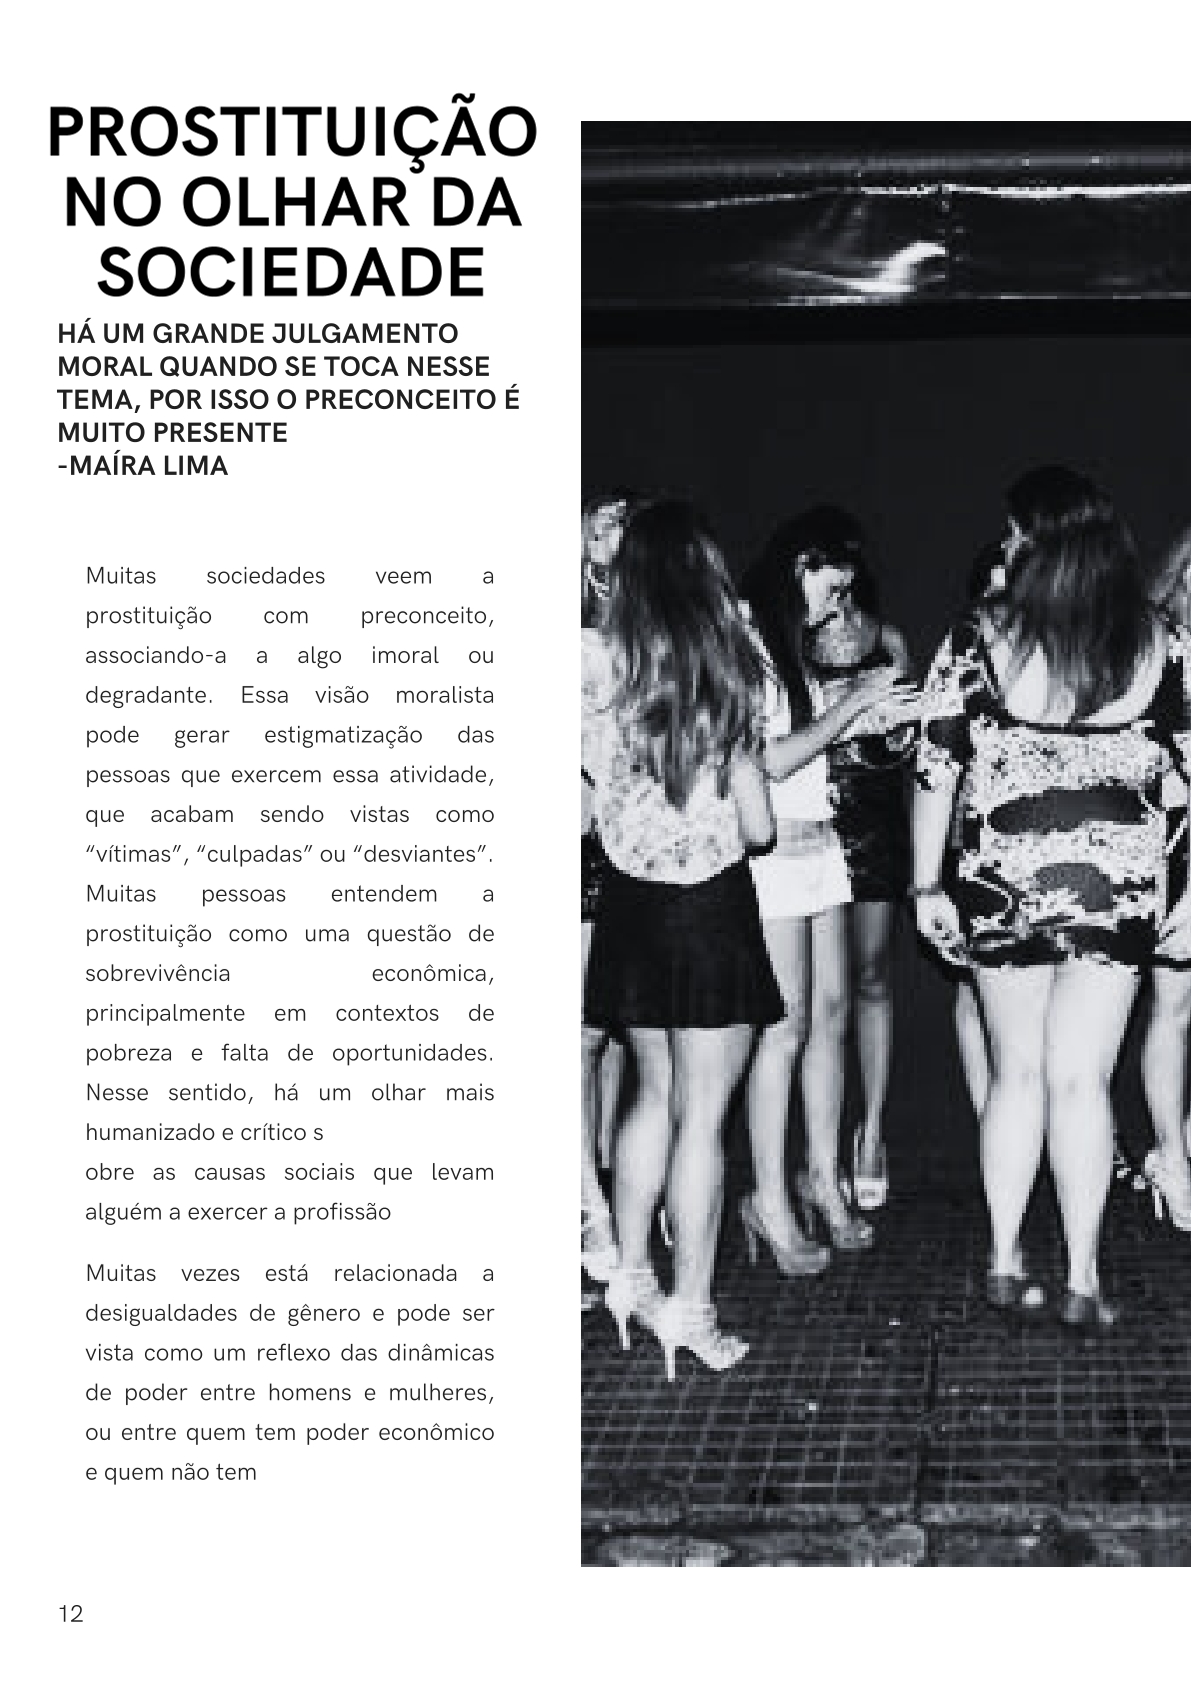 PROSTITUIÇÃO
NO OLHAR DA
SOCIEDADE
HÁ UM GRANDE JULGAMENTO
MORAL QUANDO SE TOCA NESSE
TEMA, POR ISSO O PRECONCEITO É
MUITO PRESENTE
-MAÍRA LIMA
Muitas sociedades veem a
prostituição com preconceito,
associando-a a algo imoral ou
degradante. Essa visão moralista
pode gerar estigmatização das
pessoas que exercem essa atividade,
que acabam sendo vistas como
“vítimas”, “culpadas” ou “desviantes”.
Muitas pessoas entendem a
prostituição como uma questão de
sobrevivência econômica,
principalmente em contextos de
pobreza e falta de oportunidades.
Nesse sentido, há um olhar mais
humanizado e crítico s
obre as causas sociais que levam
alguém a exercer a profissão
Muitas vezes está relacionada a
desigualdades de gênero e pode ser
vista como um reflexo das dinâmicas
de poder entre homens e mulheres,
ou entre quem tem poder econômico
e quem não tem
12